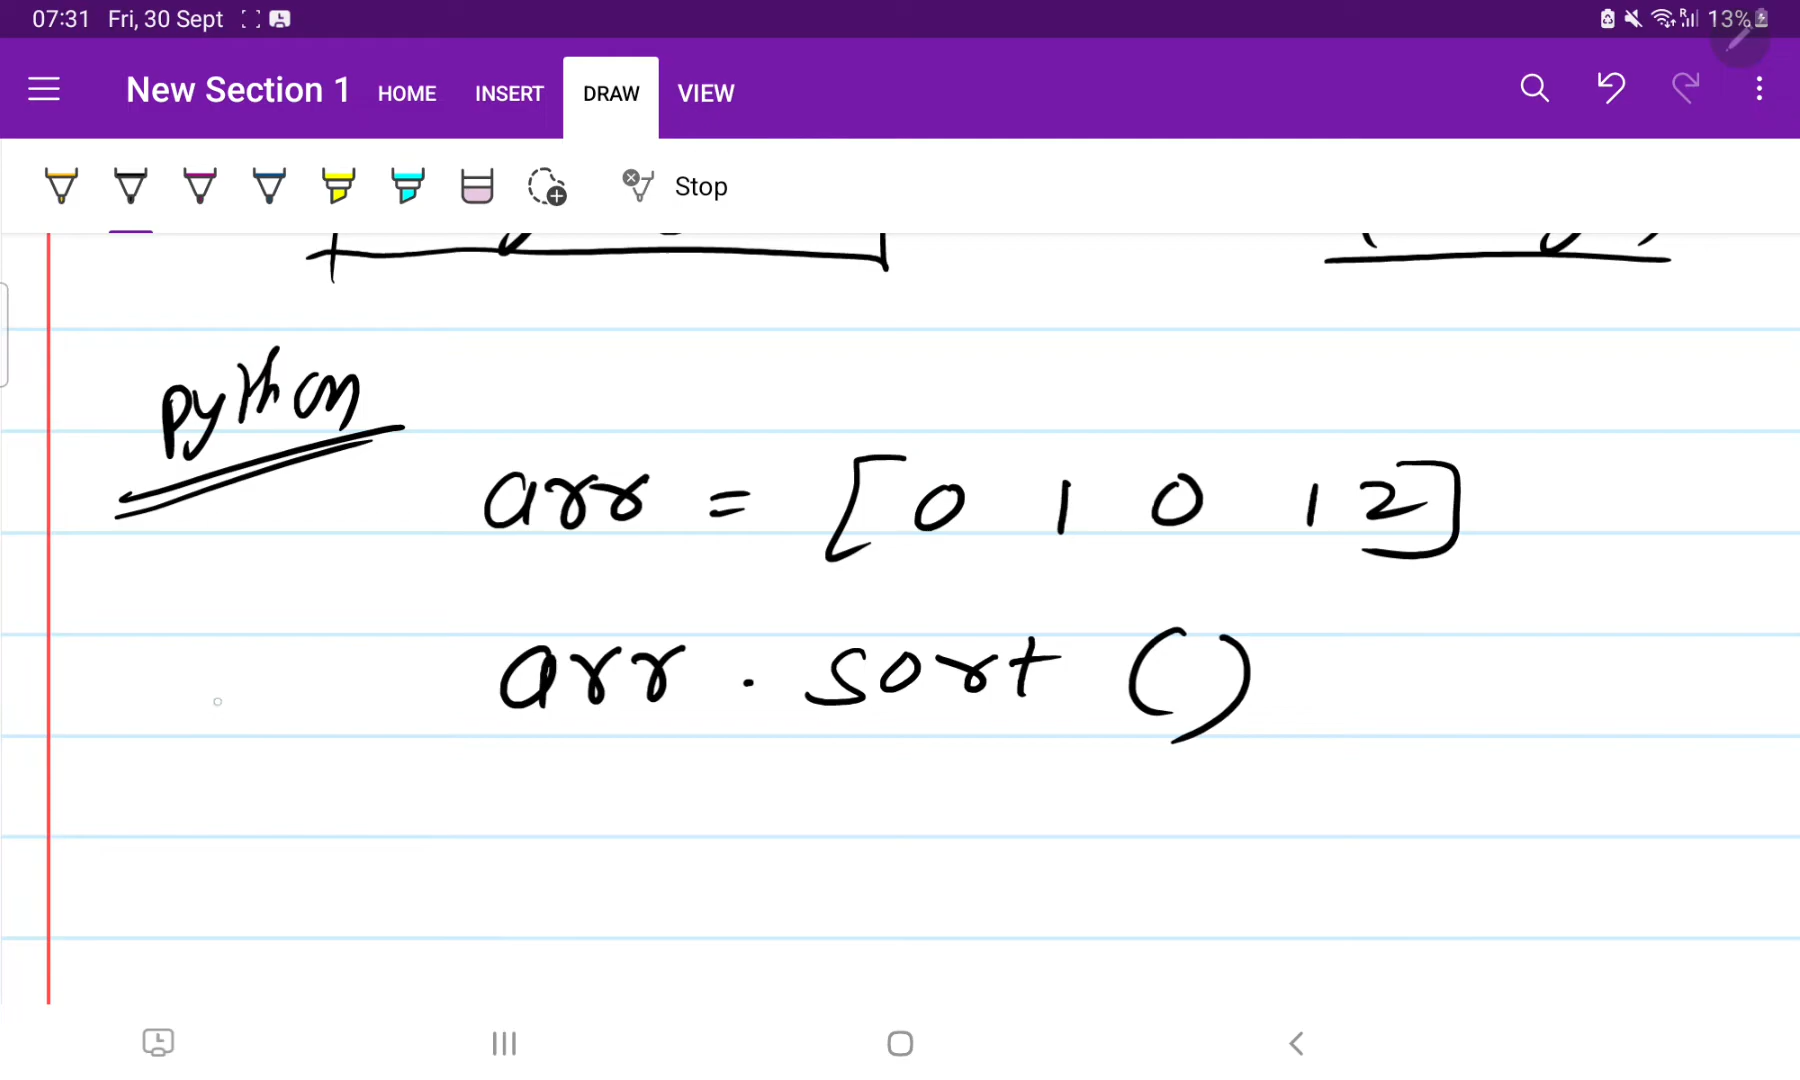 07:31 Fri, 30 Sept 13%
New Section 1 HOME INSERT DRAW VIEW
Stop
python
arr = [0 1 0 1 2]
arr . sort ()